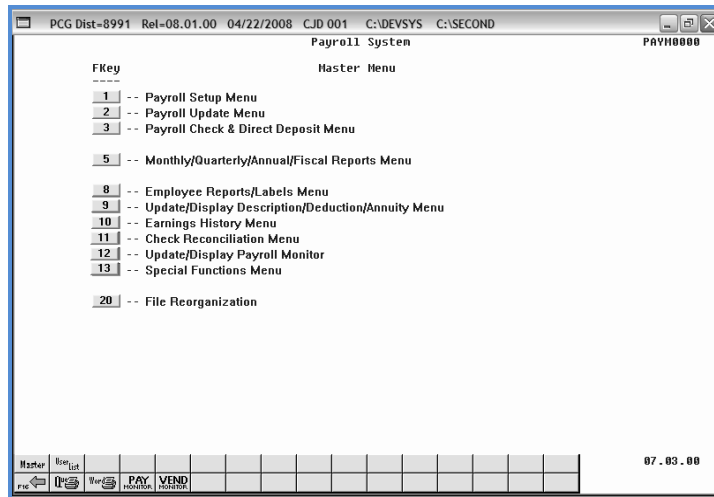 PCG Dist=8991 Rel=08.01.00 04/22/2008 CJD 001 C:\DEVSYS C:\SECOND
Payroll System PAYM0000
FKey Master Menu
----
1 -- Payroll Setup Menu
2 -- Payroll Update Menu
3 -- Payroll Check & Direct Deposit Menu
5 -- Monthly/Quarterly/Annual/Fiscal Reports Menu
8 -- Employee Reports/Labels Menu
9 -- Update/Display Description/Deduction/Annuity Menu
10 -- Earnings History Menu
11 -- Check Reconciliation Menu
12 -- Update/Display Payroll Monitor
13 -- Special Functions Menu
20 -- File Reorganization
Master User List 07.03.00
F16 Que Wor PAY MONITOR VEND MONITOR